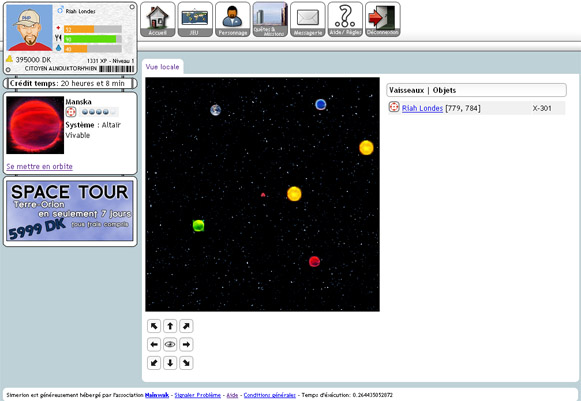 Riah Londes
395000 DK
1331 XP - Niveau 1
CITOYEN ALNOUKTORPHIEN
Accueil
JEU
Personnage
Quêtes & Missions
Messagerie
Aide / Règles
Déconnexion
Crédit temps: 20 heures et 8 min
Manska
Système : Altair
Vivable
Se mettre en orbite
SPACE TOUR
Terre-Orion
en seulement 7 jours
5999 DK
tous frais compris
Vue locale
Vaisseaux | Objets
Riah Londes [779, 784] X-301
Simerion est généreusement hébergé par l'association Mainwak - Signaler Problème - Aide - Conditions générales - Temps d'éxécution: 0.264435052872